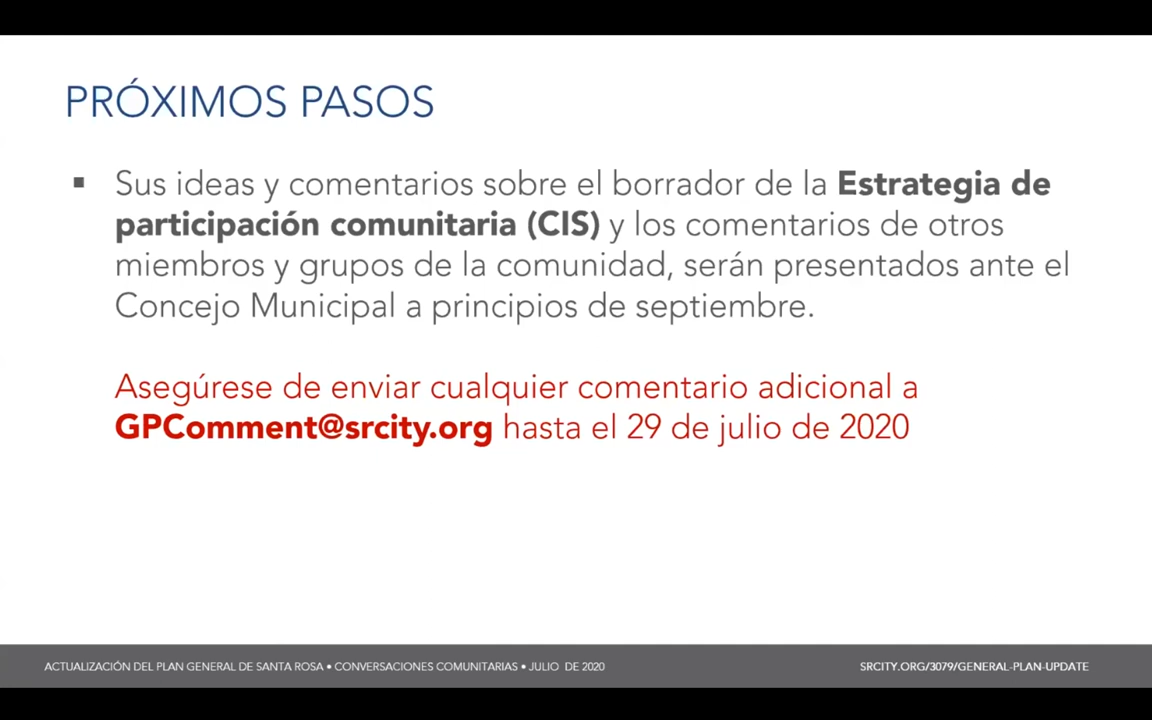 PRÓXIMOS PASOS
▪ Sus ideas y comentarios sobre el borrador de la Estrategia de
participación comunitaria (CIS) y los comentarios de otros
miembros y grupos de la comunidad, serán presentados ante el
Concejo Municipal a principios de septiembre.
Asegúrese de enviar cualquier comentario adicional a
GPComment@srcity.org hasta el 29 de julio de 2020
ACTUALIZACIÓN DEL PLAN GENERAL DE SANTA ROSA • CONVERSACIONES COMUNITARIAS • JULIO DE 2020
SRCITY.ORG/3079/GENERAL-PLAN-UPDATE